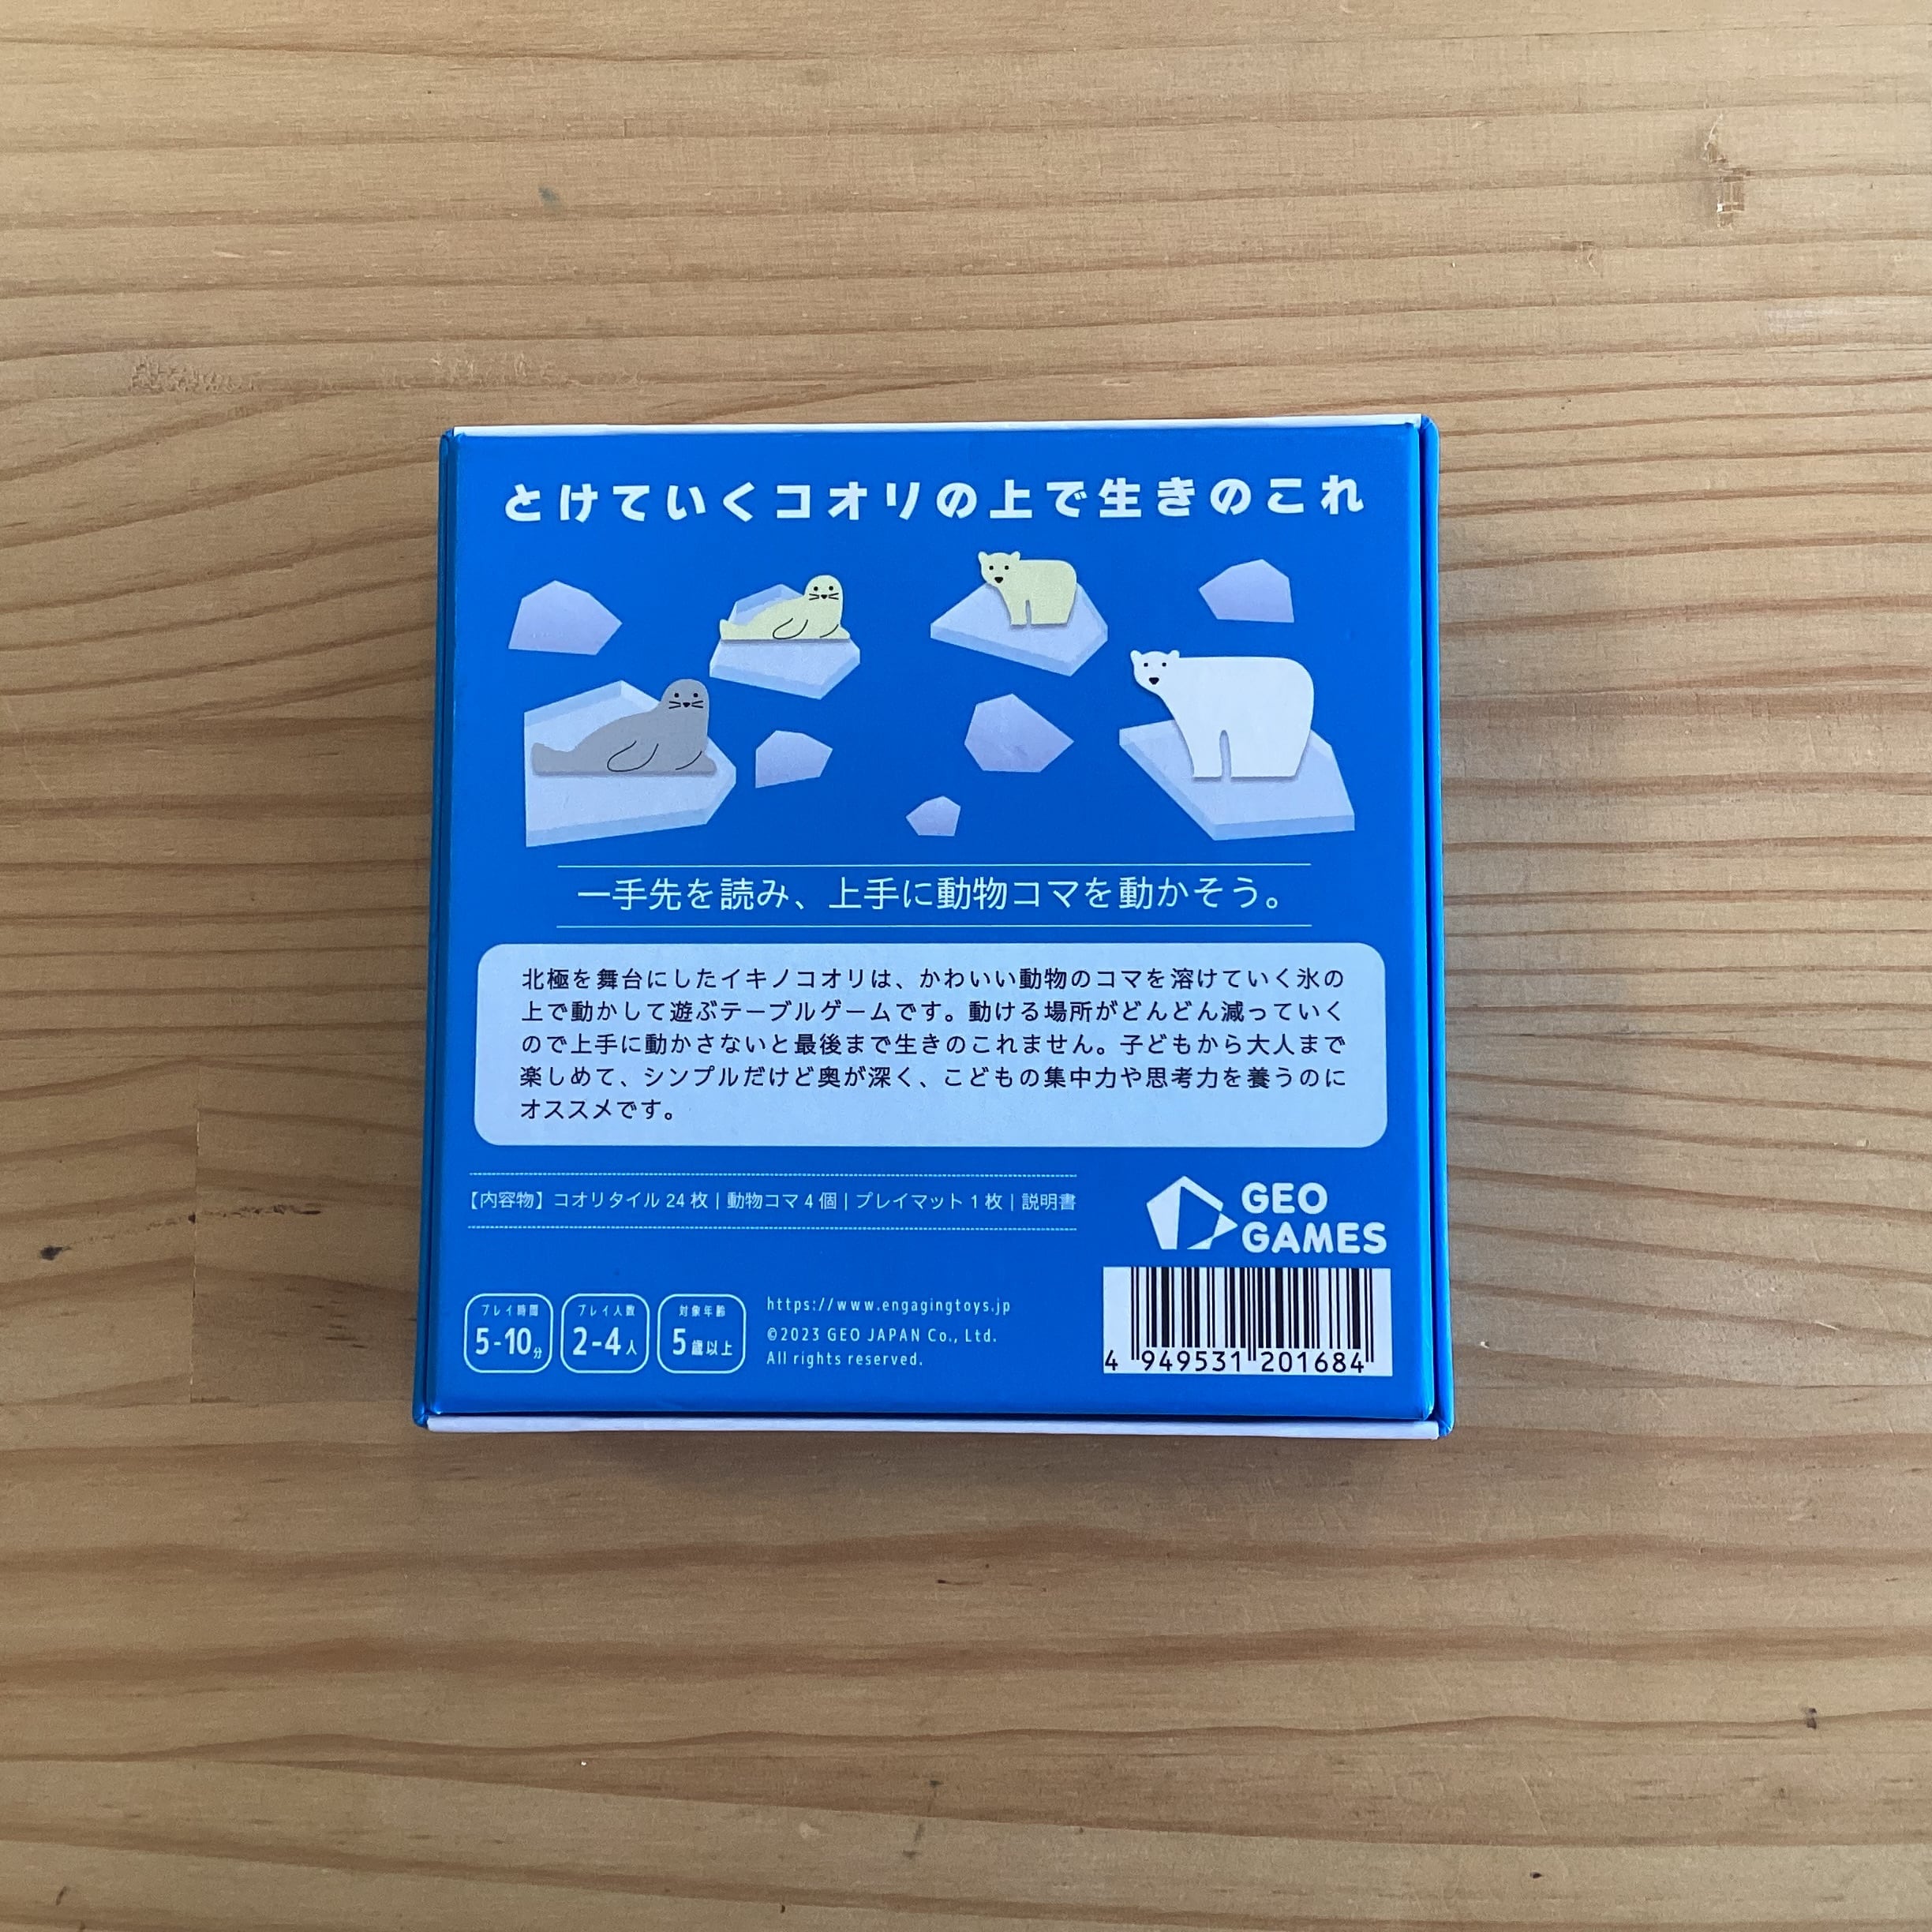 とけていくコオリの上で生きのこれ
一手先を読み、上手に動物コマを動かそう。
北極を舞台にしたイキノコオリは、かわいい動物のコマを溶けていく氷の
上で動かして遊ぶテーブルゲームです。動ける場所がどんどん減っていく
ので上手に動かさないと最後まで生きのこれません。子どもから大人まで
楽しめて、シンプルだけど奥が深く、こどもの集中力や思考力を養うのに
オススメです。
【内容物】コオリタイル 24 枚 | 動物コマ 4 個 | プレイマット 1 枚 | 説明書
GEO
GAMES
プレイ時間
5-10分
プレイ人数
2-4人
対象年齢
5歳以上
https://www.engagingtoys.jp
©2023 GEO JAPAN Co., Ltd.
All rights reserved.
4 949531 201684